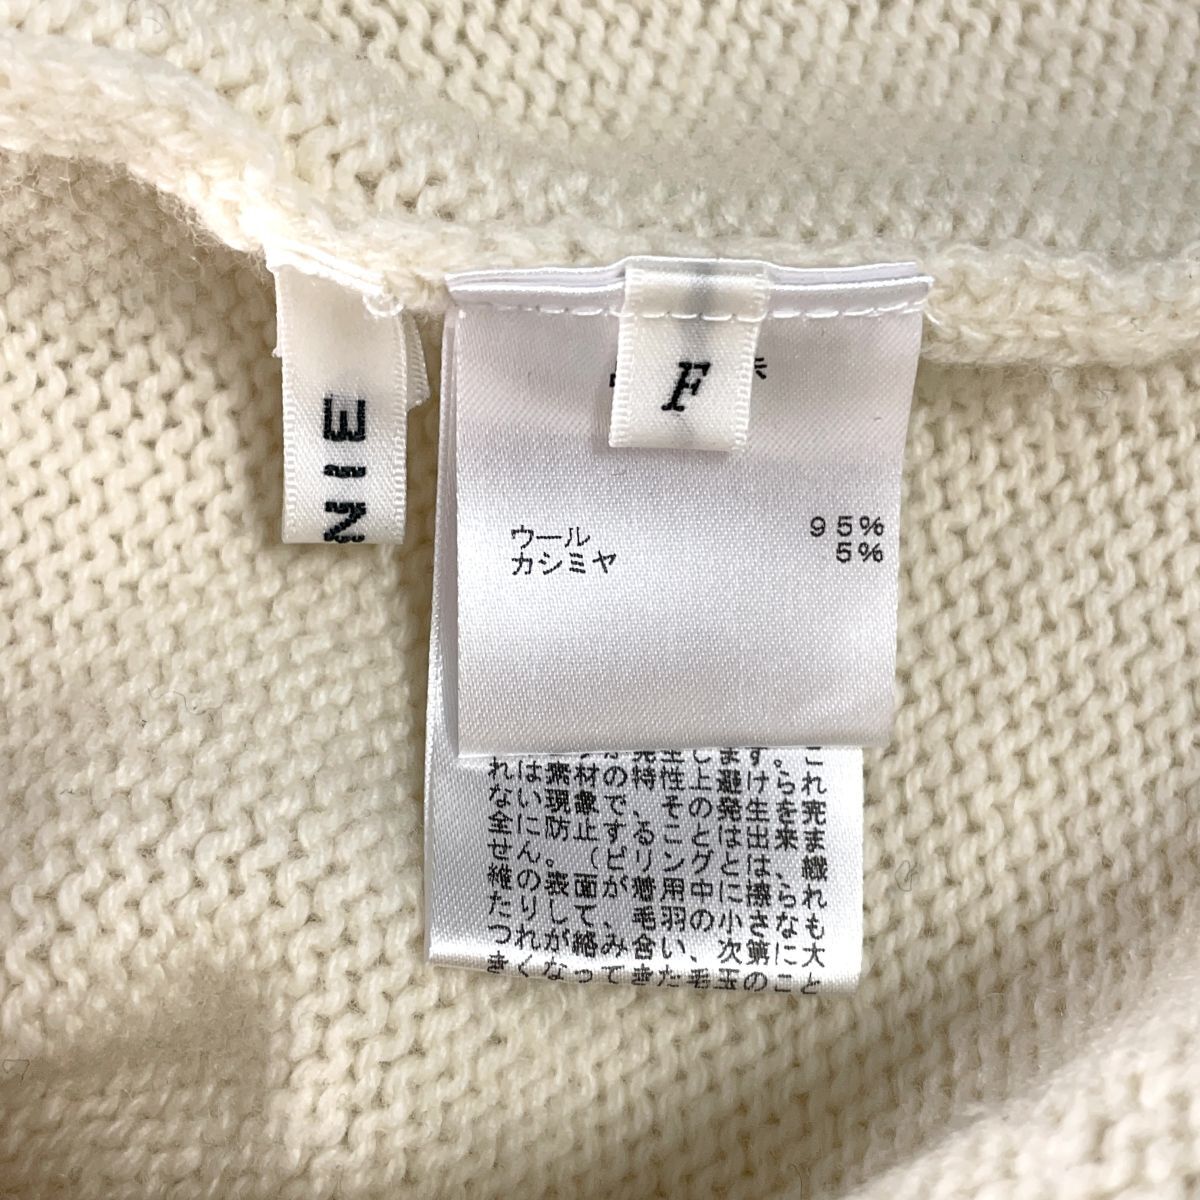 NIE
F
ウール 95%
カシミヤ 5%
れは素材の特性上避けられ
ない現象で、その発生を完
全に防止することは出来ま
せん。(ピリングとは、繊
維の表面が着用中に擦られ
たりして、毛羽の小さなも
つれが絡み合い、次第に大
きくなってきた毛玉のこと